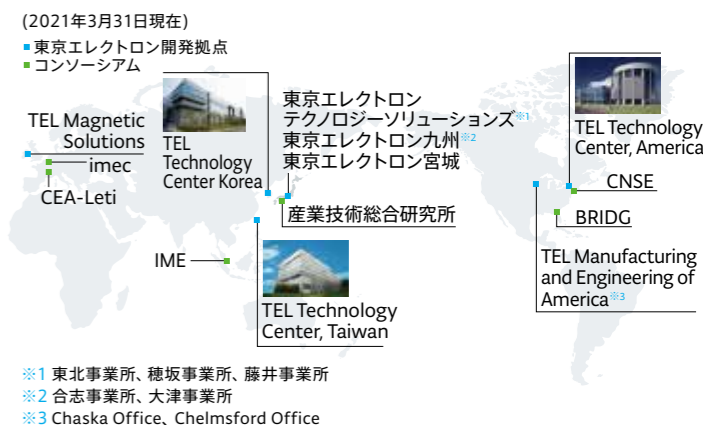 (2021年3月31日現在)
東京エレクトロン開発拠点
コンソーシアム
TEL Magnetic
Solutions
imec
CEA-Leti
TEL
Technology
Center Korea
東京エレクトロン
テクノロジーソリューションズ※1
東京エレクトロン九州※2
東京エレクトロン宮城
産業技術総合研究所
IME
TEL Technology
Center, Taiwan
TEL Technology
Center, America
CNSE
BRIDG
TEL Manufacturing
and Engineering of
America※3
※1 東北事業所、穂坂事業所、藤井事業所
※2 合志事業所、大津事業所
※3 Chaska Office、Chelmsford Office